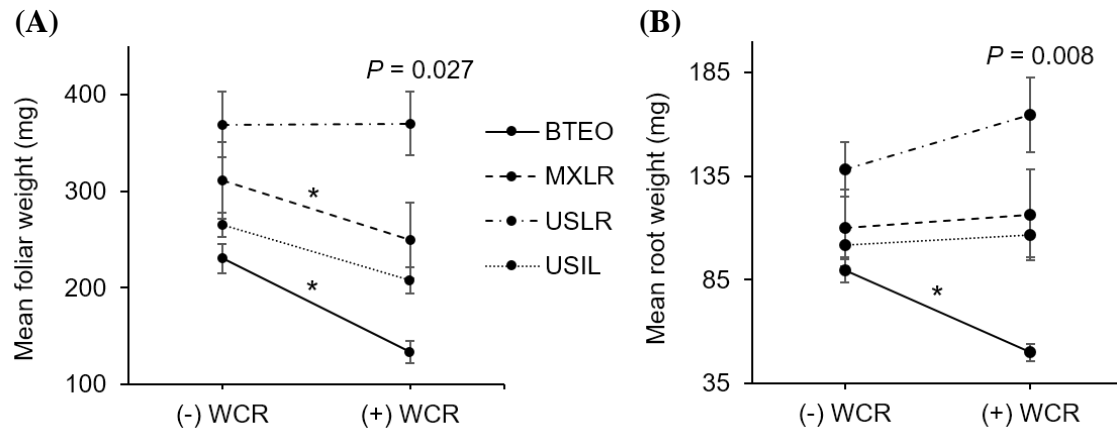 (A)
P = 0.027
Mean foliar weight (mg)
400
300
200
100
(-) WCR
(+) WCR
*
*
BTEO
MXLR
USLR
USIL
(B)
P = 0.008
Mean root weight (mg)
185
135
85
35
(-) WCR
(+) WCR
*